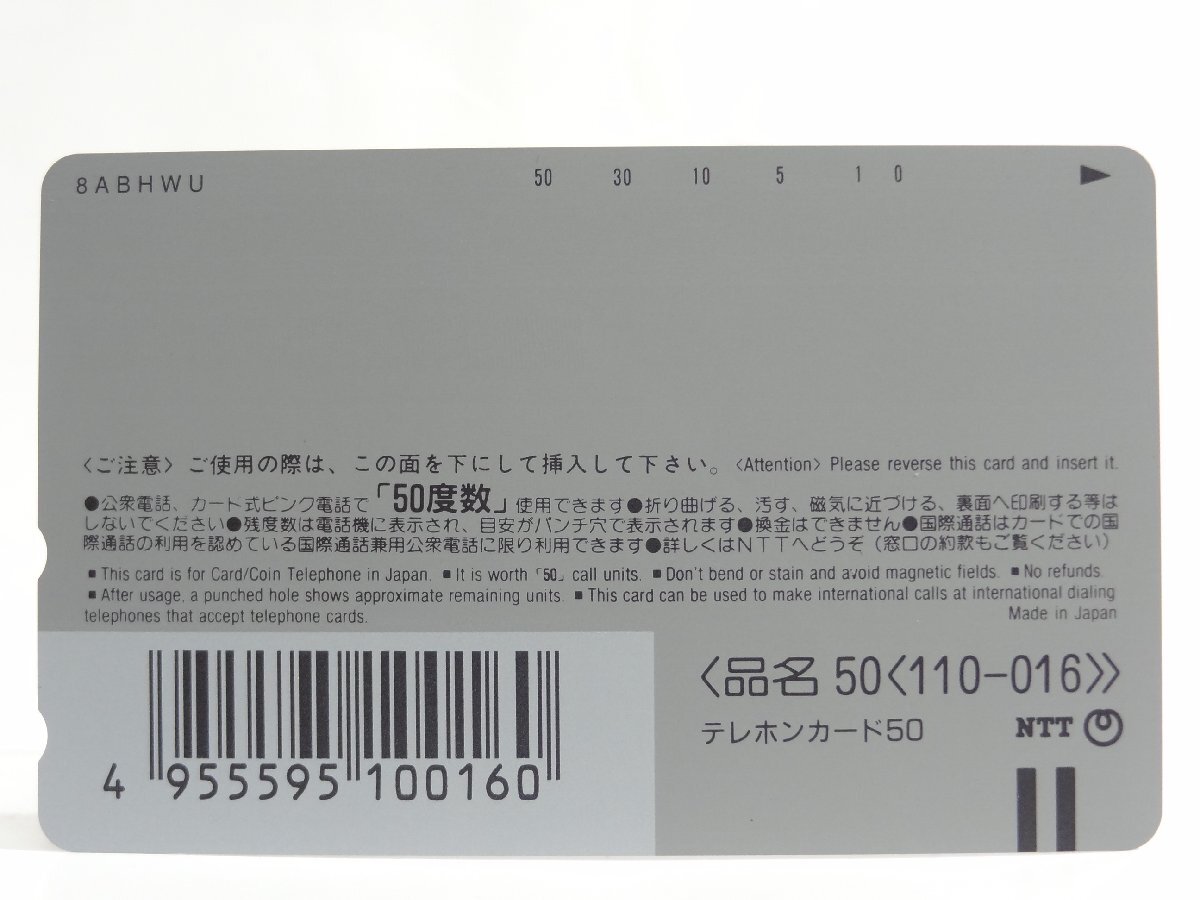 8ABHWU 50 30 10 5 1 0 ▶
〈ご注意〉ご使用の際は、この面を下にして挿入して下さい。〈Attention〉Please reverse this card and insert it.
●公衆電話、カード式ピンク電話で「50度数」使用できます●折り曲げる、汚す、磁気に近づける、裏面へ印刷する等は
しないでください●残度数は電話機に表示され、目安がパンチ穴で表示されます●換金はできません●国際通話はカードでの国
際通話の利用を認めている国際通話兼用公衆電話に限り利用できます●詳しくはNTTへどうぞ(窓口の約款もご覧ください)
■This card is for Card/Coin Telephone in Japan. ■It is worth「50」call units. ■Don't bend or stain and avoid magnetic fields. ■No refunds.
■After usage, a punched hole shows approximate remaining units. ■This card can be used to make international calls at international dialing
telephones that accept telephone cards. Made in Japan
〈品名 50〈110-016〉〉
テレホンカード50 NTT
4 955595 100160